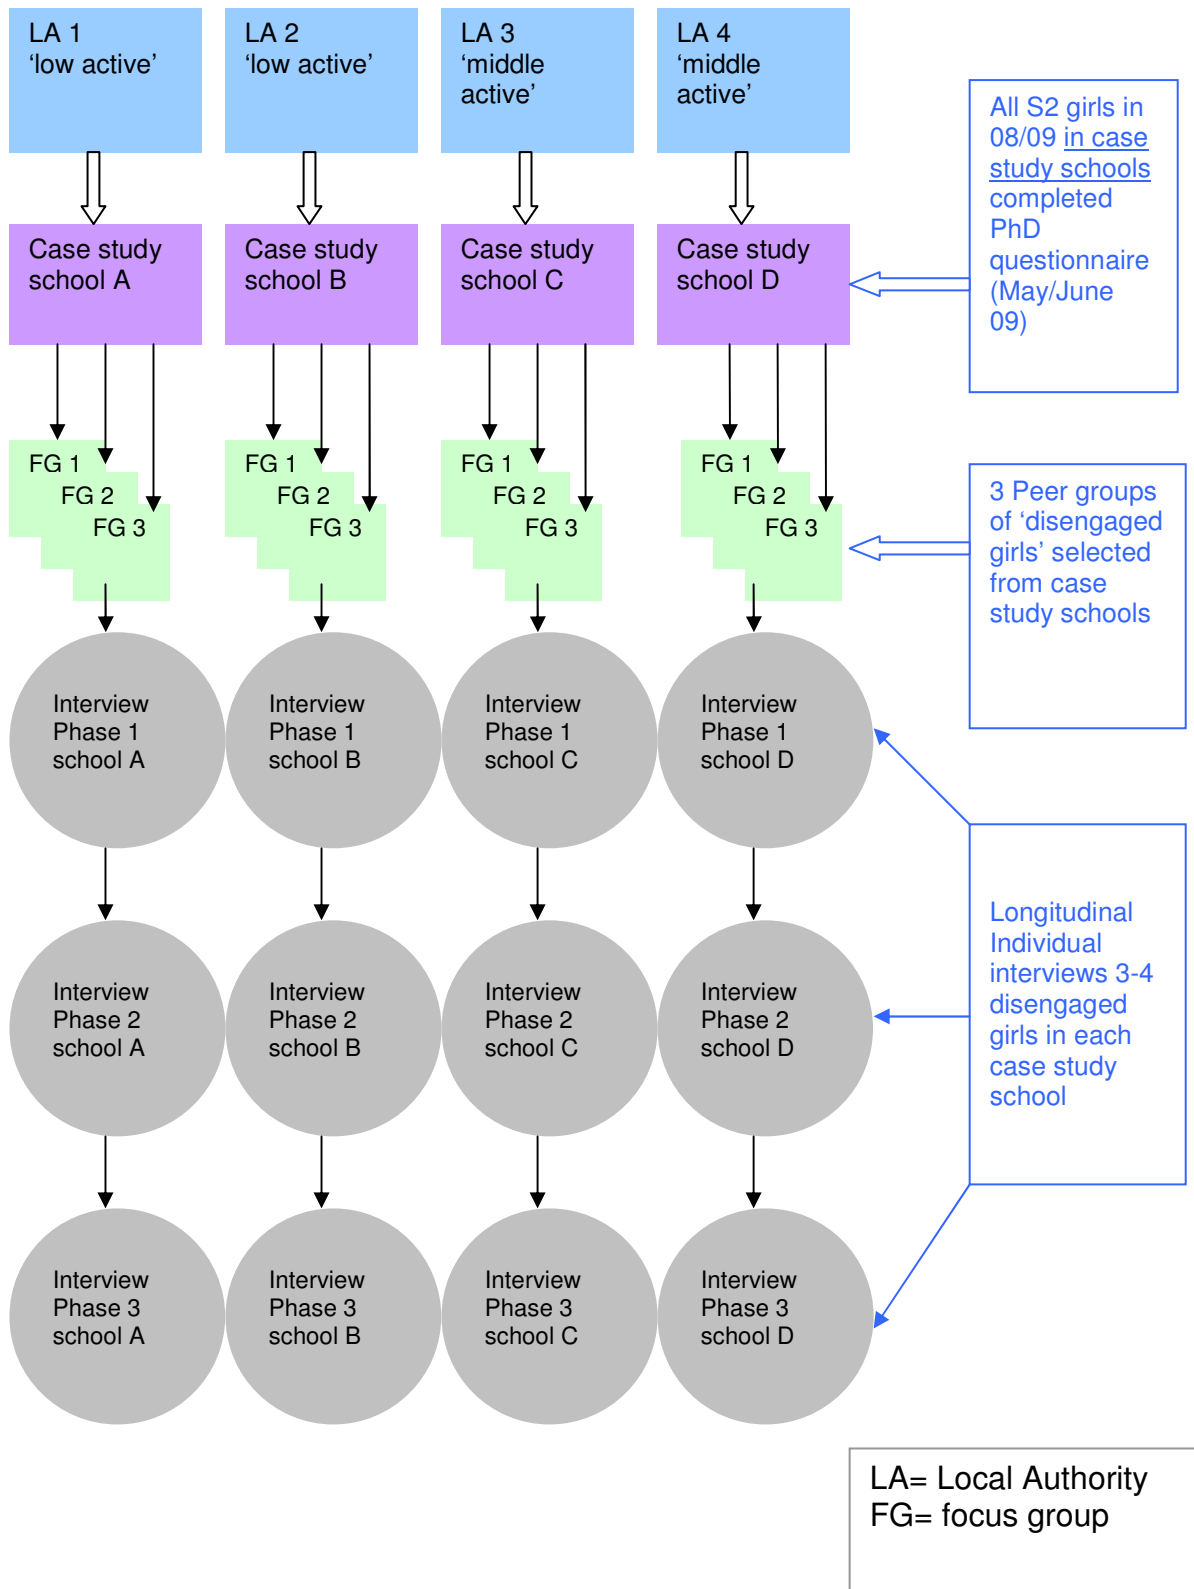 LA 1
‘low active’
LA 2
‘low active’
LA 3
‘middle
active’
LA 4
‘middle
active’
All S2 girls in
08/09 in case
study schools
completed
PhD
questionnaire
(May/June
09)
Case study
school A
Case study
school B
Case study
school C
Case study
school D
FG 1
FG 2
FG 3
FG 1
FG 2
FG 3
FG 1
FG 2
FG 3
FG 1
FG 2
FG 3
3 Peer groups
of ‘disengaged
girls’ selected
from case
study schools
Interview
Phase 1
school A
Interview
Phase 1
school B
Interview
Phase 1
school C
Interview
Phase 1
school D
Longitudinal
Individual
interviews 3-4
disengaged
girls in each
case study
school
Interview
Phase 2
school A
Interview
Phase 2
school B
Interview
Phase 2
school C
Interview
Phase 2
school D
Interview
Phase 3
school A
Interview
Phase 3
school B
Interview
Phase 3
school C
Interview
Phase 3
school D
LA= Local Authority
FG= focus group